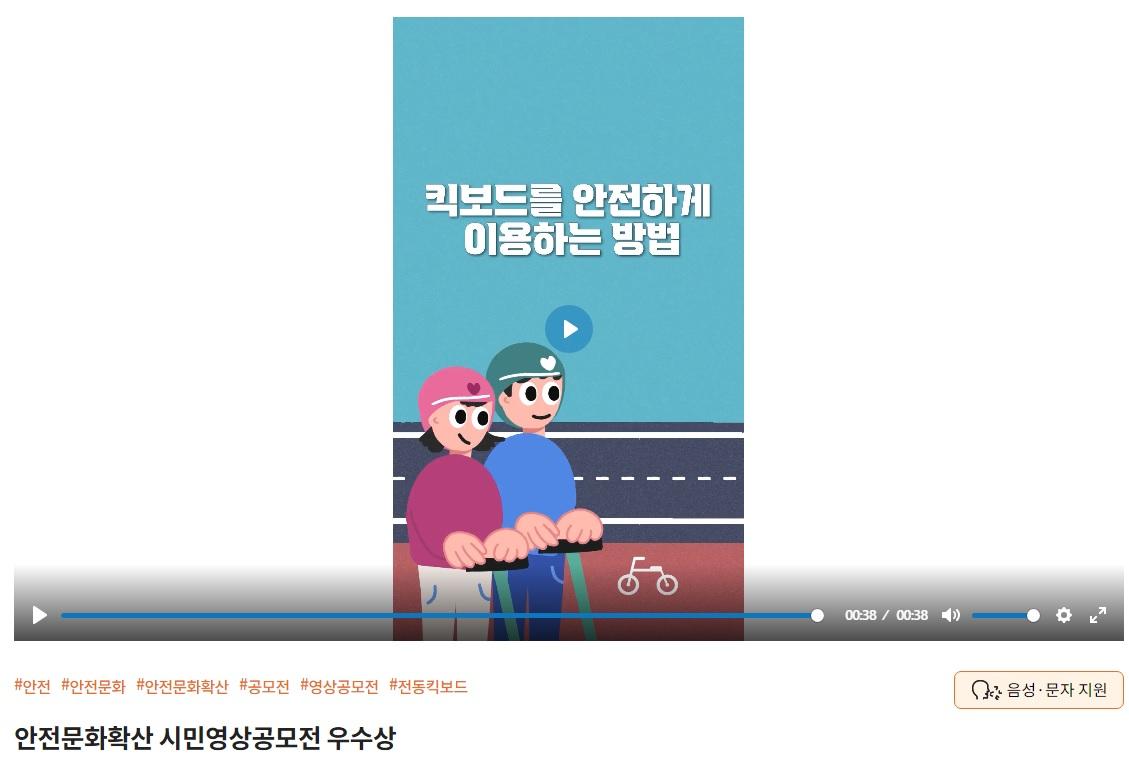 킥보드를 안전하게
이용하는 방법
00:38 / 00:38
#안전 #안전문화 #안전문화확산 #공모전 #영상공모전 #전동킥보드
음성·문자 지원
안전문화확산 시민영상공모전 우수상